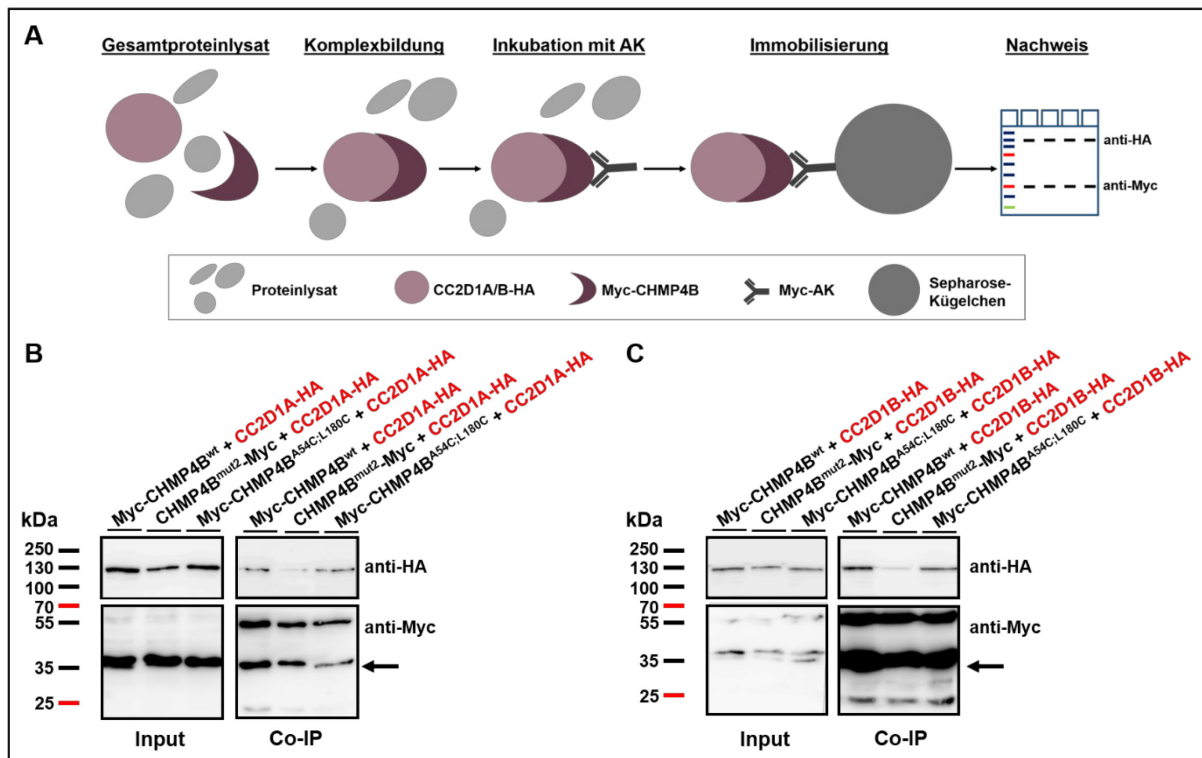 A
Gesamtproteinlysat Komplexbildung Inkubation mit AK Immobilisierung Nachweis
anti-HA
anti-Myc
Proteinlysat CC2D1A/B-HA Myc-CHMP4B Myc-AK Sepharose-
Kügelchen
B
Myc-CHMP4Bwt + CC2D1A-HA
CHMP4Bmut2-Myc + CC2D1A-HA
Myc-CHMP4BA54C;L180C + CC2D1A-HA
Myc-CHMP4Bwt + CC2D1A-HA
CHMP4Bmut2-Myc + CC2D1A-HA
Myc-CHMP4BA54C;L180C + CC2D1A-HA
kDa
250
130
100
70
55
35
25
anti-HA
anti-Myc
Input Co-IP
C
Myc-CHMP4Bwt + CC2D1B-HA
CHMP4Bmut2-Myc + CC2D1B-HA
Myc-CHMP4BA54C;L180C + CC2D1B-HA
Myc-CHMP4Bwt + CC2D1B-HA
CHMP4Bmut2-Myc + CC2D1B-HA
Myc-CHMP4BA54C;L180C + CC2D1B-HA
kDa
250
130
100
70
55
35
25
anti-HA
anti-Myc
Input Co-IP